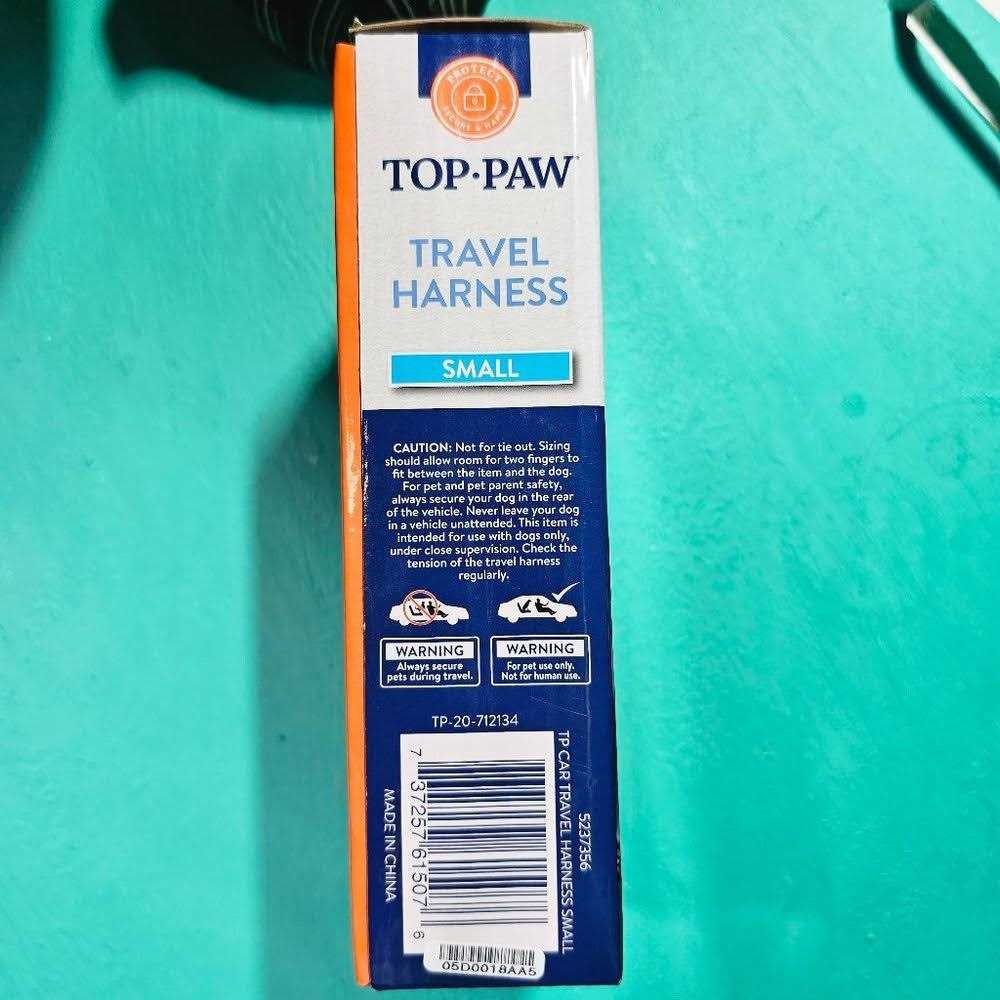 PROTECT
SECURE & HAPPY
TOP•PAW
TRAVEL
HARNESS
SMALL
CAUTION: Not for tie out. Sizing
should allow room for two fingers to
fit between the item and the dog.
For pet and pet parent safety,
always secure your dog in the rear
of the vehicle. Never leave your dog
in a vehicle unattended. This item is
intended for use with dogs only,
under close supervision. Check the
tension of the travel harness
regularly.
WARNING
Always secure
pets during travel.
WARNING
For pet use only.
Not for human use.
TP-20-712134
5237356
TP CAR TRAVEL HARNESS SMALL
7 37257 61507 6
MADE IN CHINA
05D0018AA5